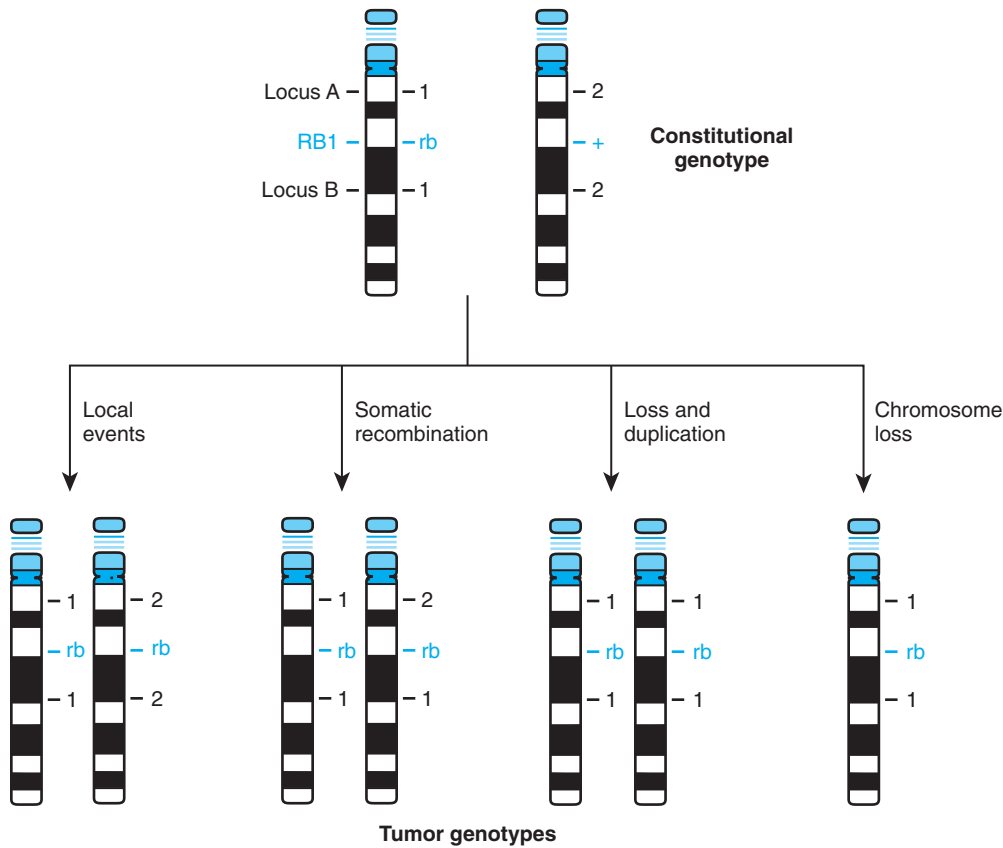 Locus A 1 2
RB1 rb +
Locus B 1 2
Constitutional
genotype
Local
events
Somatic
recombination
Loss and
duplication
Chromosome
loss
1 2 1 2 1 1 1
rb rb rb rb rb rb rb
1 2 1 1 1 1 1
Tumor genotypes